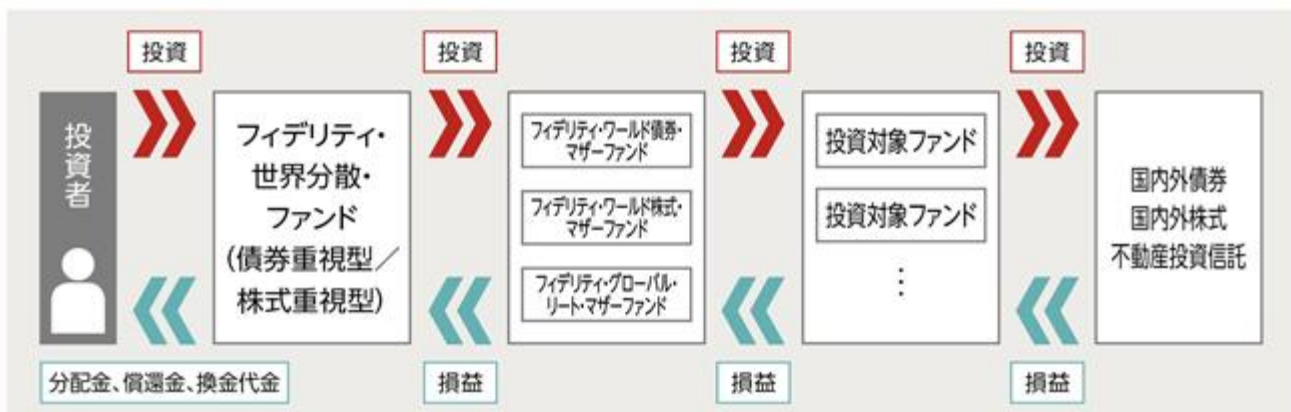 投資
投資
投資
投資
投資者
フィデリティ・
世界分散・
ファンド
(債券重視型／
株式重視型)
フィデリティ・ワールド債券・
マザーファンド
フィデリティ・ワールド株式・
マザーファンド
フィデリティ・グローバル・
リート・マザーファンド
投資対象ファンド
投資対象ファンド
⋮
国内外債券
国内外株式
不動産投資信託
分配金、償還金、換金代金
損益
損益
損益